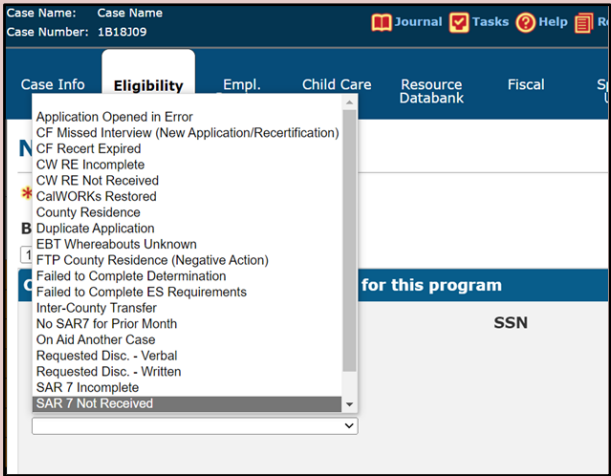 Case Name: Case Name
Case Number: 1B18J09
Journal Tasks Help
Case Info Eligibility Empl. Child Care Resource Databank Fiscal
Application Opened in Error
CF Missed Interview (New Application/Recertification)
CF Recert Expired
CW RE Incomplete
CW RE Not Received
CalWORKs Restored
County Residence
Duplicate Application
EBT Whereabouts Unknown
FTP County Residence (Negative Action)
Failed to Complete Determination
Failed to Complete ES Requirements
Inter-County Transfer
No SAR7 for Prior Month
On Aid Another Case
Requested Disc. - Verbal
Requested Disc. - Written
SAR 7 Incomplete
SAR 7 Not Received
for this program
SSN